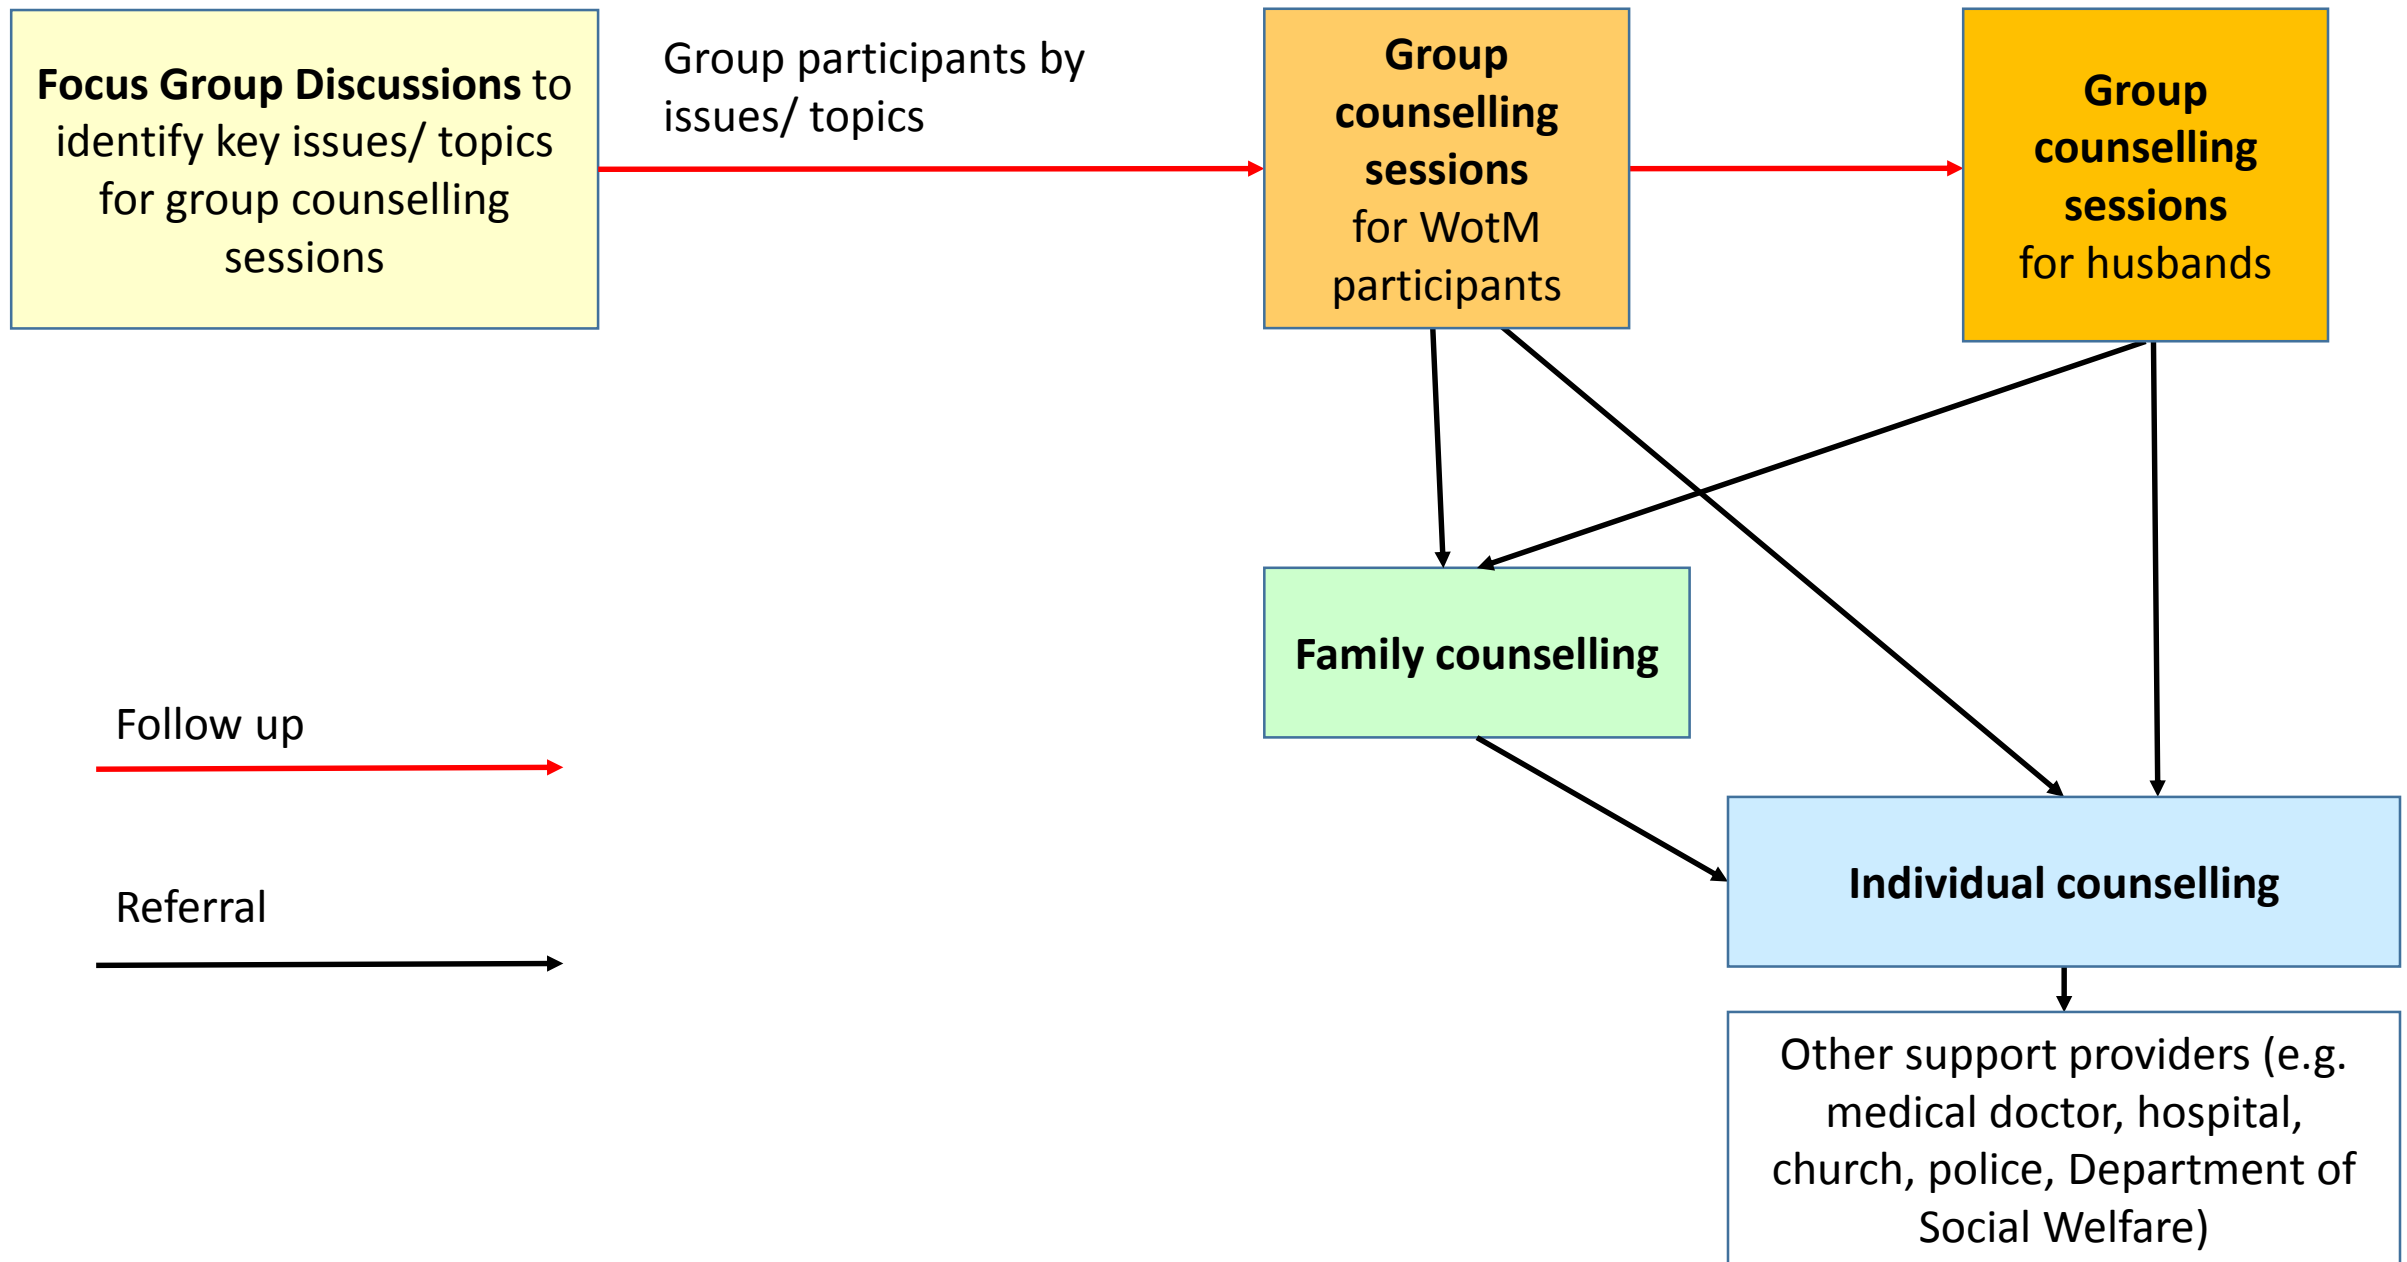 Focus Group Discussions to
identify key issues/ topics
for group counselling
sessions
Group participants by
issues/ topics
Group
counselling
sessions
for WotM
participants
Group
counselling
sessions
for husbands
Family counselling
Follow up
Referral
Individual counselling
Other support providers (e.g.
medical doctor, hospital,
church, police, Department of
Social Welfare)